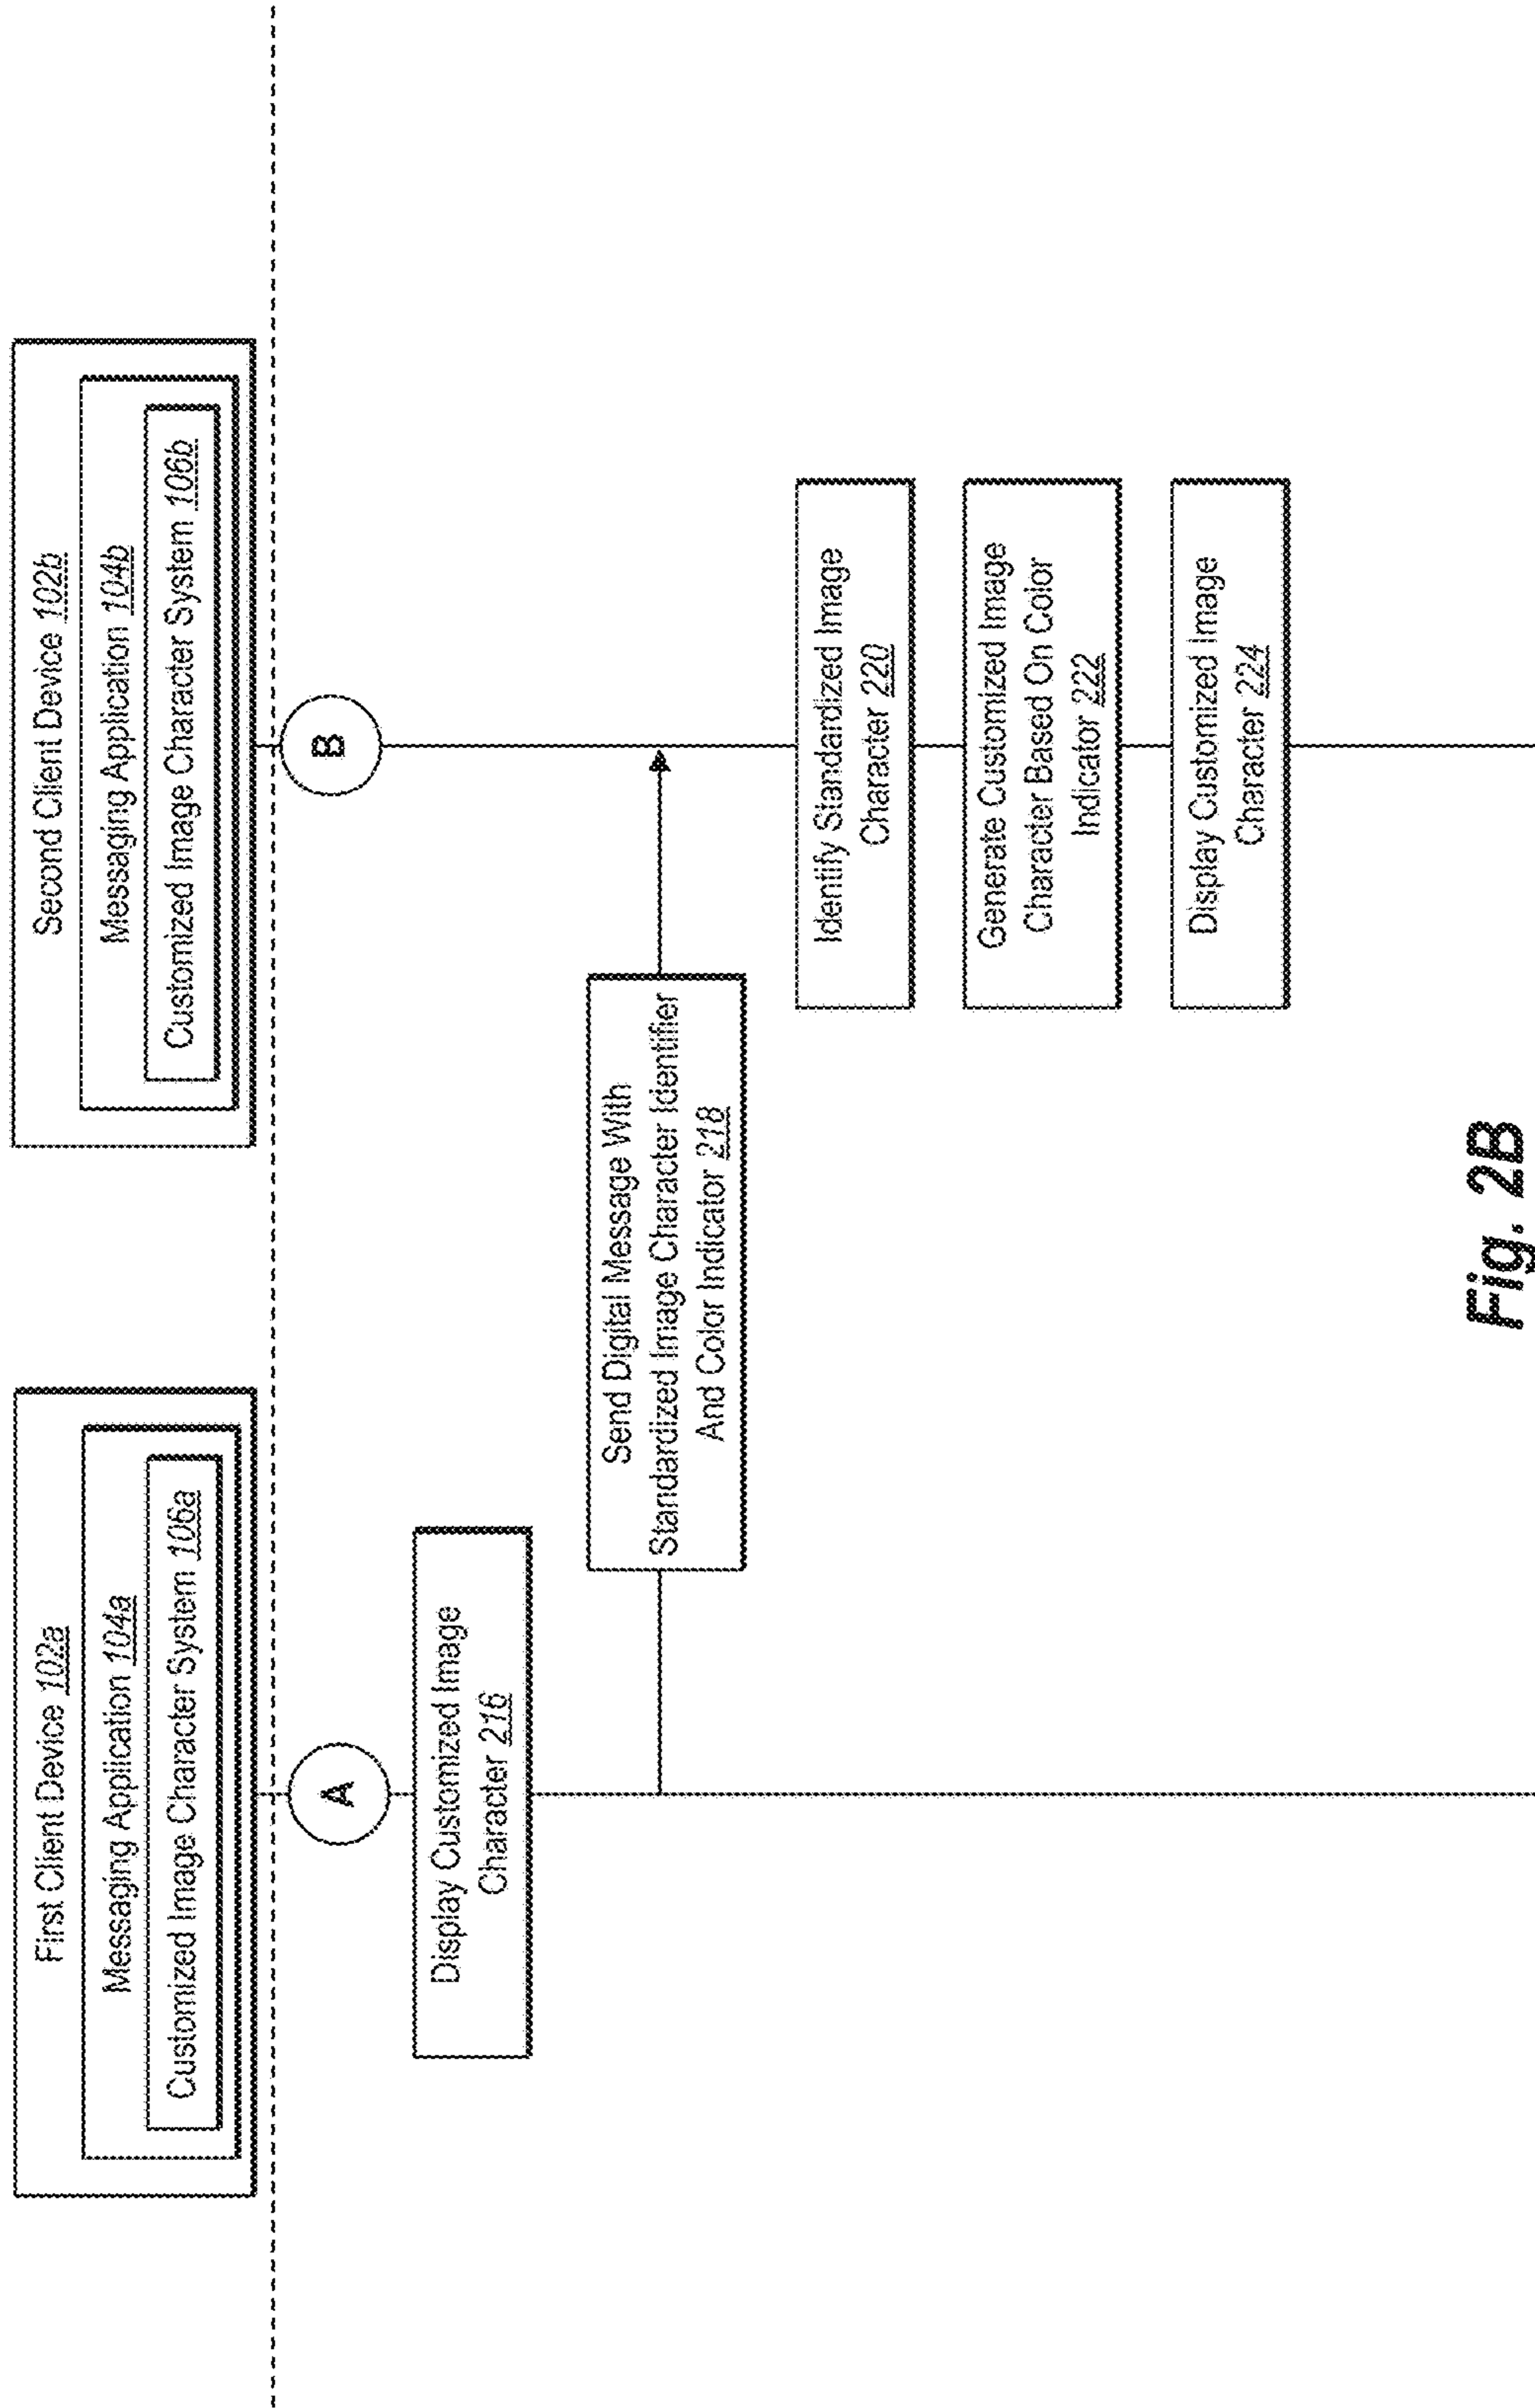 First Client Device 102a
Messaging Application 104a
Customized Image Character System 106a
Second Client Device 102b
Messaging Application 104b
Customized Image Character System 106b
A
B
Display Customized Image
Character 216
Send Digital Message With
Standardized Image Character Identifier
And Color Indicator 218
Identify Standardized Image
Character 220
Generate Customized Image
Character Based On Color
Indicator 222
Display Customized Image
Character 224
Fig. 2B